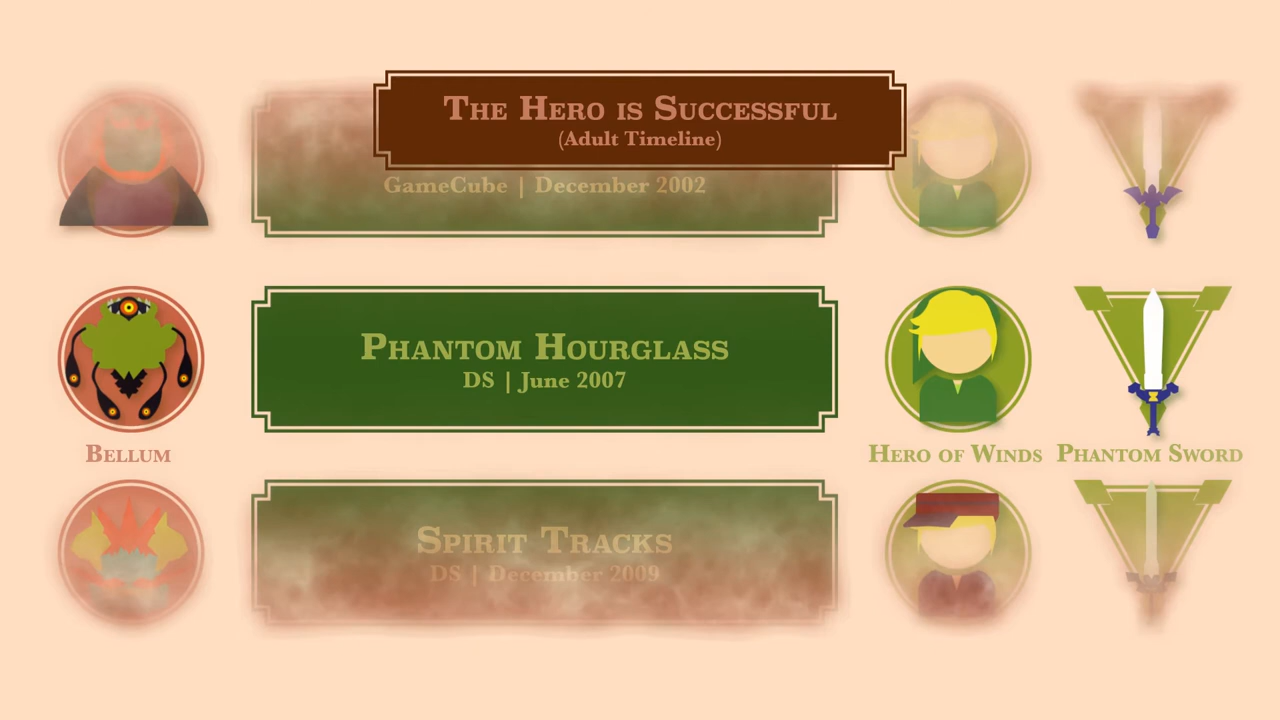 The Hero is Successful
(Adult Timeline)
GameCube | December 2002
Phantom Hourglass
DS | June 2007
Bellum
Hero of Winds
Phantom Sword
Spirit Tracks
DS | December 2009